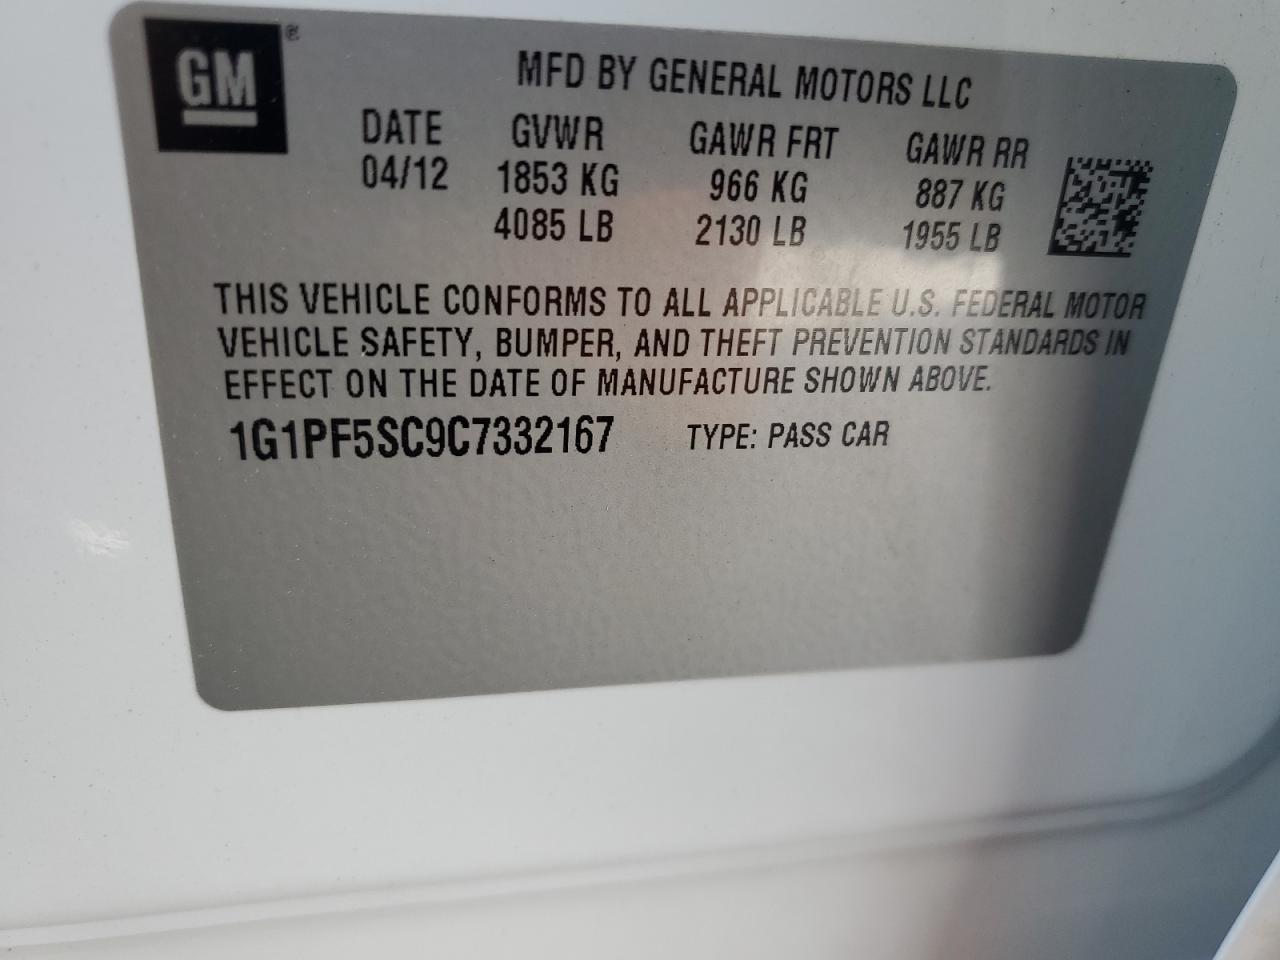 GM®
MFD BY GENERAL MOTORS LLC
DATE GVWR GAWR FRT GAWR RR
04/12 1853 KG 966 KG 887 KG
4085 LB 2130 LB 1955 LB
THIS VEHICLE CONFORMS TO ALL APPLICABLE U.S. FEDERAL MOTOR
VEHICLE SAFETY, BUMPER, AND THEFT PREVENTION STANDARDS IN
EFFECT ON THE DATE OF MANUFACTURE SHOWN ABOVE.
1G1PF5SC9C7332167 TYPE: PASS CAR